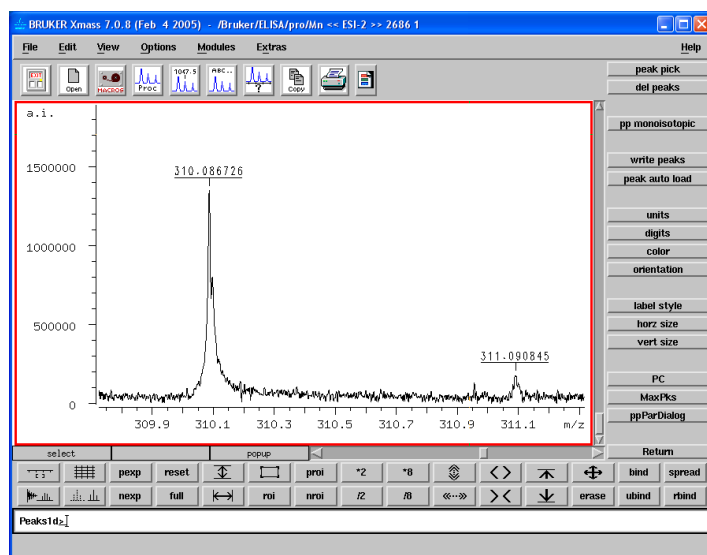 BRUKER Xmass 7.0.8 (Feb 4 2005) - /Bruker/ELISA/pro/Mn << ESI-2 >> 2686 1
File Edit View Options Modules Extras Help
EXIT Open MACROS Proc 1047.5 ABC.. ? Copy
peak pick
del peaks
pp monoisotopic
write peaks
peak auto load
units
digits
color
orientation
label style
horz size
vert size
PC
MaxPks
ppParDialog
Return
a.i.
1500000
1000000
500000
0
310.086726
311.090845
309.9 310.1 310.3 310.5 310.7 310.9 311.1 m/z
select popup
pexp reset proi *2 *8 bind spread
nexp full roi nroi /2 /8 erase ubind rbind
Peaks1d>